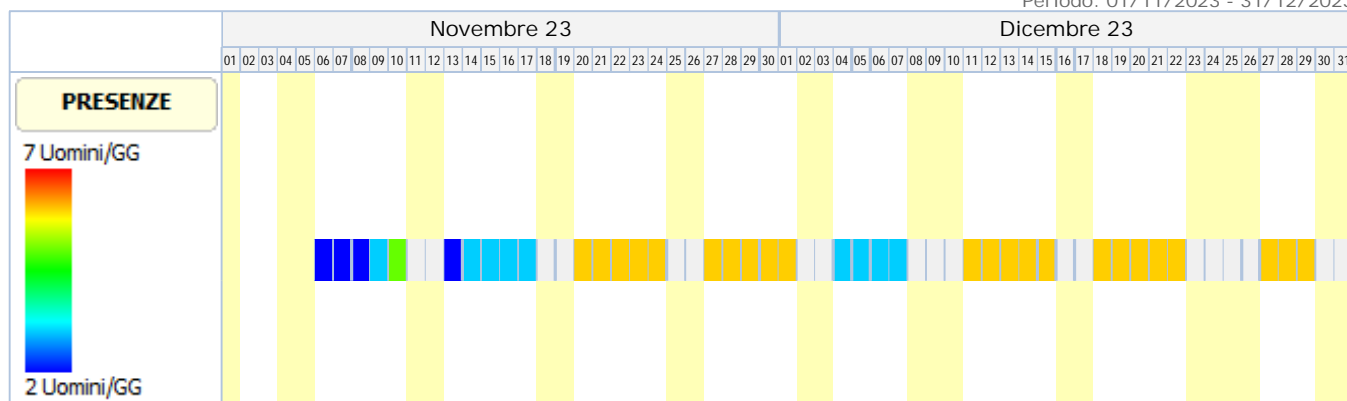 Periodo: 01/11/2023 - 31/12/2023
Novembre 23 Dicembre 23
01 02 03 04 05 06 07 08 09 10 11 12 13 14 15 16 17 18 19 20 21 22 23 24 25 26 27 28 29 30 01 02 03 04 05 06 07 08 09 10 11 12 13 14 15 16 17 18 19 20 21 22 23 24 25 26 27 28 29 30 31
PRESENZE
7 Uomini/GG
2 Uomini/GG